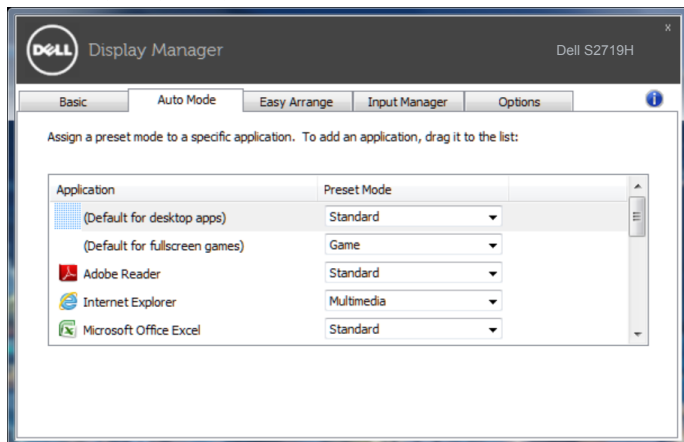 x
DELL Display Manager Dell S2719H
Basic Auto Mode Easy Arrange Input Manager Options i
Assign a preset mode to a specific application. To add an application, drag it to the list:
Application Preset Mode
(Default for desktop apps) Standard
(Default for fullscreen games) Game
Adobe Reader Standard
Internet Explorer Multimedia
Microsoft Office Excel Standard